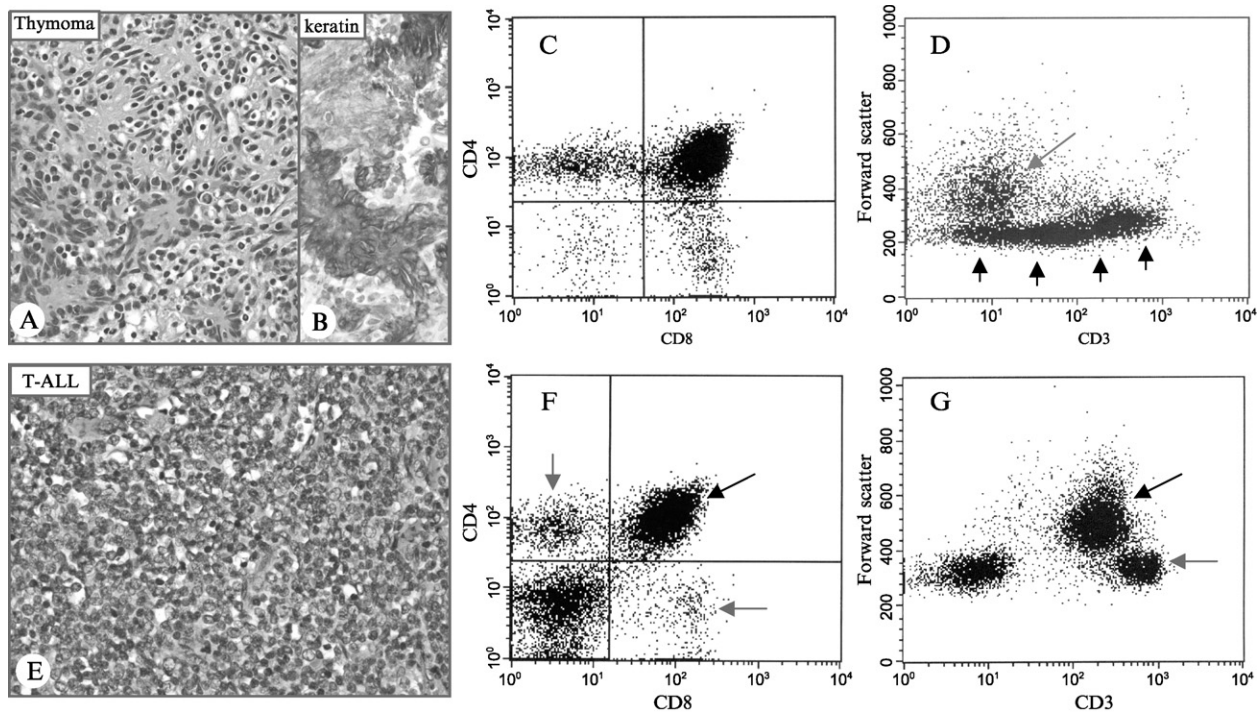 Thymoma
keratin
A
B
C
CD4
10⁴
10³
10²
10¹
10⁰
10⁰ 10¹ 10² 10³ 10⁴
CD8
D
Forward scatter
1000
800
600
400
200
0
10⁰ 10¹ 10² 10³ 10⁴
CD3
T-ALL
E
F
CD4
10⁴
10³
10²
10¹
10⁰
10⁰ 10¹ 10² 10³ 10⁴
CD8
G
Forward scatter
1000
800
600
400
200
0
10⁰ 10¹ 10² 10³ 10⁴
CD3